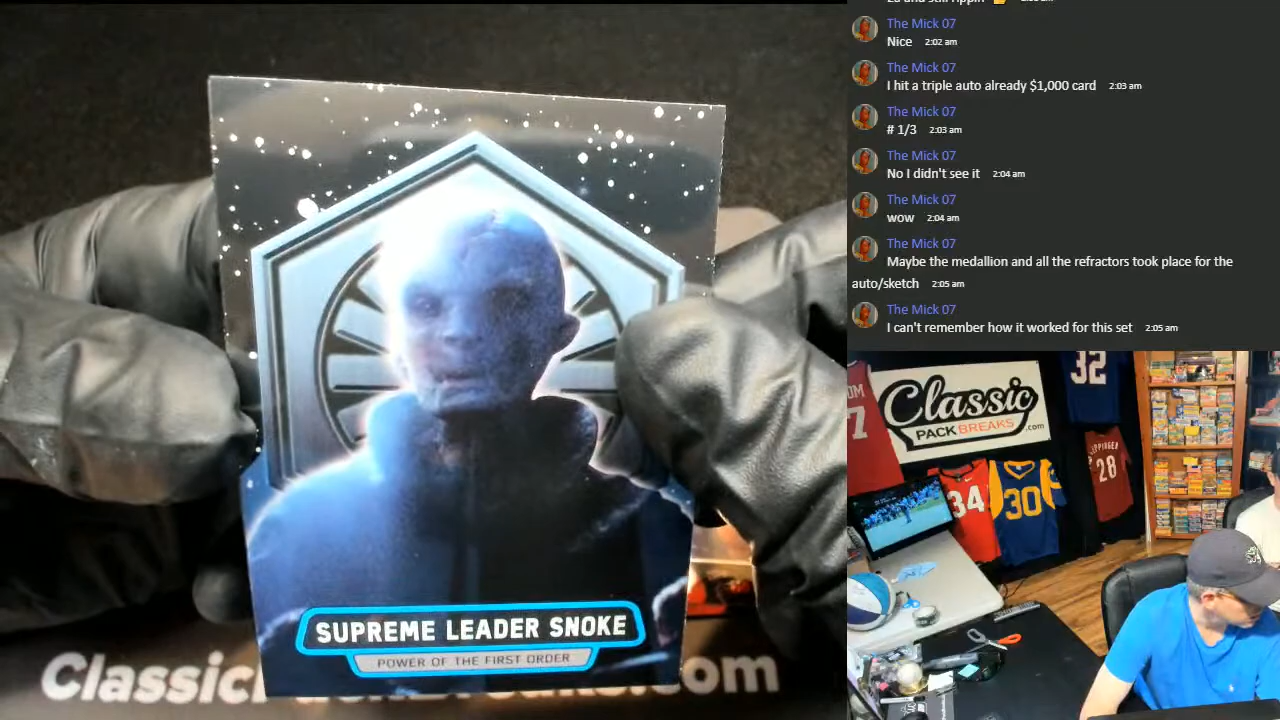 SUPREME LEADER SNOKE
POWER OF THE FIRST ORDER
The Mick 07
Nice 2:02 am
The Mick 07
I hit a triple auto already $1,000 card 2:03 am
The Mick 07
# 1/3 2:03 am
The Mick 07
No I didn't see it 2:04 am
The Mick 07
wow 2:04 am
The Mick 07
Maybe the medallion and all the refractors took place for the
auto/sketch 2:05 am
The Mick 07
I can't remember how it worked for this set 2:05 am
Classic
PACK BREAKS .com
32
7
34
30
28